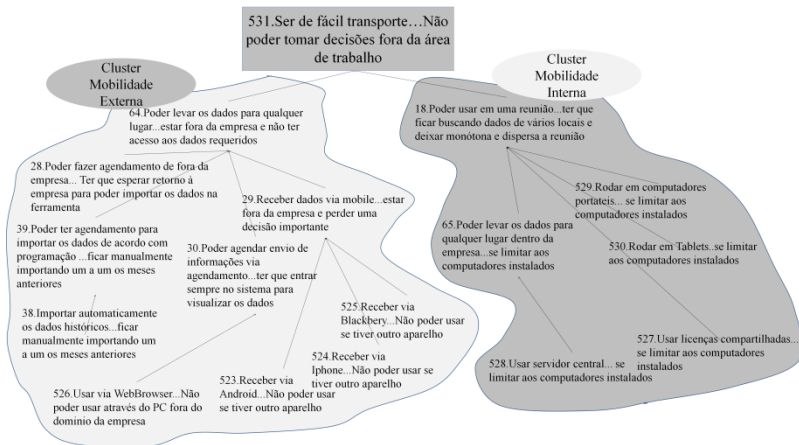 531.Ser de fácil transporte…Não
poder tomar decisões fora da área
de trabalho
Cluster
Mobilidade
Externa
Cluster
Mobilidade
Interna
64.Poder levar os dados para qualquer
lugar...estar fora da empresa e não ter
acesso aos dados requeridos
18.Poder usar em uma reunião...ter que
ficar buscando dados de vários locais e
deixar monótona e dispersa a reunião
28.Poder fazer agendamento de fora da
empresa... Ter que esperar retorno à
empresa para poder importar os dados na
ferramenta
29.Receber dados via mobile...estar
fora da empresa e perder uma
decisão importante
529.Rodar em computadores
portateis... se limitar aos
computadores instalados
39.Poder ter agendamento para
importar os dados de acordo com
programação ...ficar manualmente
importando um a um os meses
anteriores
30.Poder agendar envio de
informações via
agendamento...ter que entrar
sempre no sistema para
visualizar os dados
65.Poder levar os dados para
qualquer lugar dentro da
empresa...se limitar aos
computadores instalados
530.Rodar em Tablets..se limitar
aos computadores instalados
38.Importar automaticamente
os dados históricos...ficar
manualmente importando um
a um os meses anteriores
525.Receber via
Blackbery...Não poder usar
se tiver outro aparelho
524.Receber via
Iphone...Não poder usar se
tiver outro aparelho
527.Usar licenças compartilhadas...
se limitar aos computadores
instalados
528.Usar servidor central... se
limitar aos computadores instalados
526.Usar via WebBrowser...Não
poder usar através do PC fora do
dominio da empresa
523.Receber via
Android...Não poder usar
se tiver outro aparelho